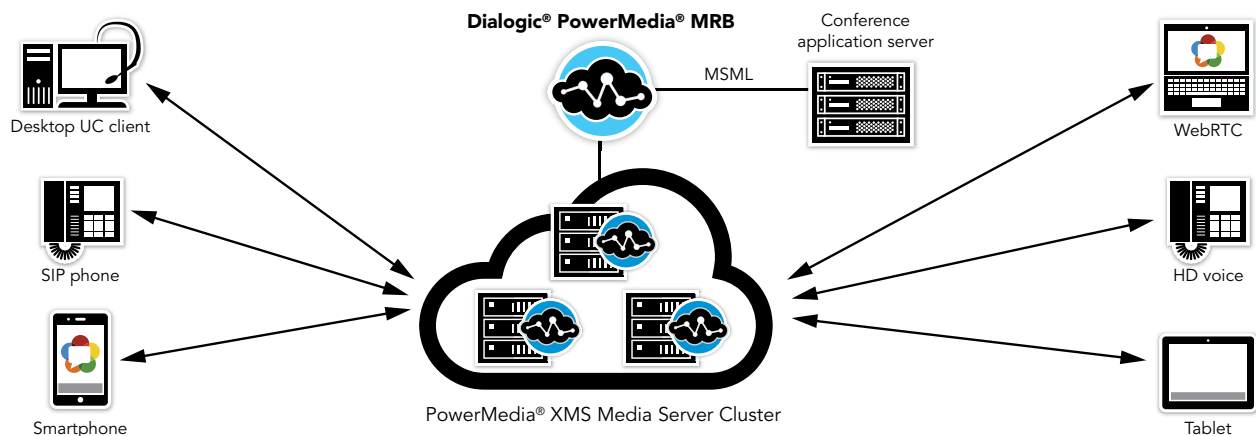 Dialogic® PowerMedia® MRB
Conference
application server
MSML
Desktop UC client
WebRTC
SIP phone
HD voice
Smartphone
PowerMedia® XMS Media Server Cluster
Tablet